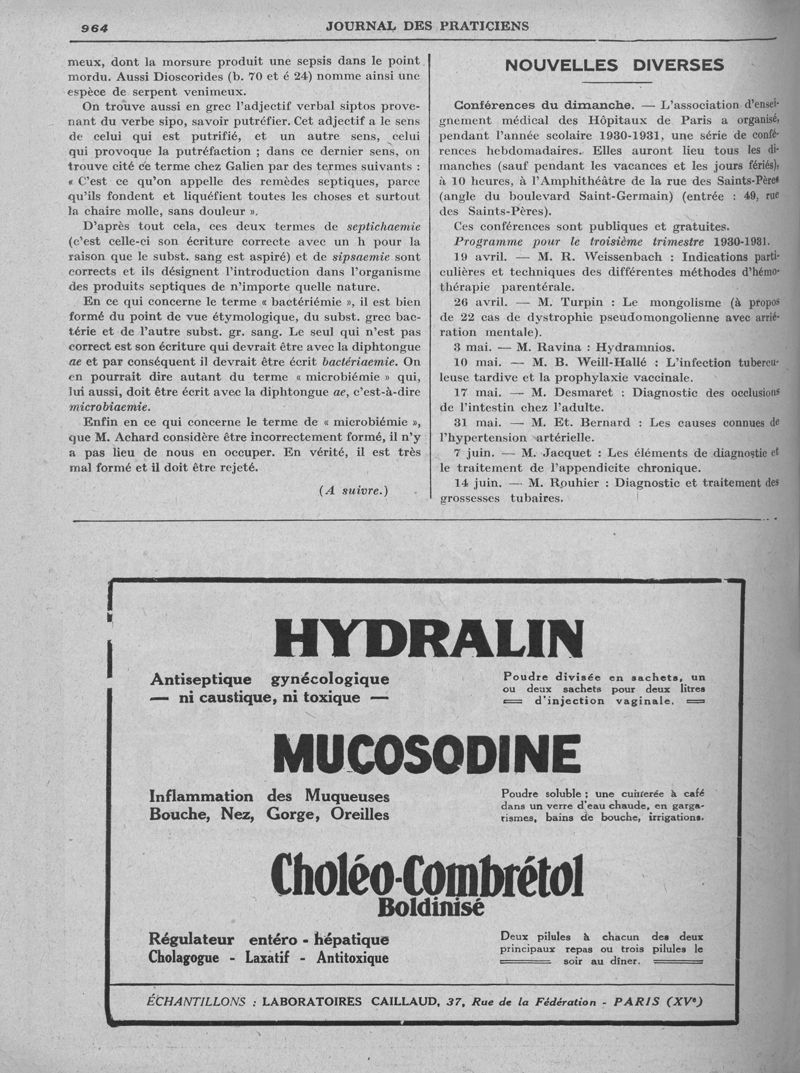 964
JOURNAL DES PRATICIENS
meux, dont la morsure produit une sepsis dans le point
mordu. Aussi Dioscorides (b. 70 et é 24) nomme ainsi une
espèce de serpent venimeux.
On trouve aussi en grec l'adjectif verbal siptos prove-
nant du verbe sipo, savoir putréfier. Cet adjectif a le sens
de celui qui est putrifié, et un autre sens, celui
qui provoque la putréfaction ; dans ce dernier sens, on
trouve cité de terme chez Galien par des termes suivants :
« C'est ce qu'on appelle des remèdes septiques, parce
qu'ils fondent et liquéfient toutes les choses et surtout
la chaire molle, sans douleur ».
D'après tout cela, ces deux termes de septichaemie
(c'est celle-ci son écriture correcte avec un h pour la
raison que le subst. sang est aspiré) et de sipsaemie sont
corrects et ils désignent l'introduction dans l'organisme
des produits septiques de n'importe quelle nature.
En ce qui concerne le terme « bactériémie », il est bien
formé du point de vue étymologique, du subst. grec bac-
térie et de l'autre subst. gr. sang. Le seul qui n'est pas
correct est son écriture qui devrait être avec la diphtongue
ae et par conséquent il devrait être écrit bactériaemie. On
en pourrait dire autant du terme « microbiémie » qui,
lui aussi, doit être écrit avec la diphtongue ae, c'est-à-dire
microbiaemie.
Enfin en ce qui concerne le terme de « microbiémie »,
que M. Achard considère être incorrectement formé, il n'y
a pas lieu de nous en occuper. En vérité, il est très
mal formé et il doit être rejeté.
(A suivre.)
NOUVELLES DIVERSES
Conférences du dimanche. — L'association d'ensei-
gnement médical des Hôpitaux de Paris a organisé,
pendant l'année scolaire 1930-1931, une série de confé-
rences hebdomadaires. Elles auront lieu tous les di-
manches (sauf pendant les vacances et les jours fériés),
à 10 heures, à l'Amphithéâtre de la rue des Saints-Pères
(angle du boulevard Saint-Germain) (entrée : 49, rue
des Saints-Pères).
Ces conférences sont publiques et gratuites.
Programme pour le troisième trimestre 1930-1931.
19 avril. — M. R. Weissenbach : Indications parti-
culières et techniques des différentes méthodes d'hémo-
thérapie parentérale.
26 avril. — M. Turpin : Le mongolisme (à propos
de 22 cas de dystrophie pseudomongolienne avec arrié-
ration mentale).
3 mai. — M. Ravina : Hydramnios.
10 mai. — M. B. Weill-Hallé : L'infection tubercu-
leuse tardive et la prophylaxie vaccinale.
17 mai. — M. Desmaret : Diagnostic des occlusions
de l'intestin chez l'adulte.
31 mai. — M. Et. Bernard : Les causes connues de
l'hypertension artérielle.
7 juin. — M. Jacquet : Les éléments de diagnostic et
le traitement de l'appendicite chronique.
14 juin. — M. Rouhier : Diagnostic et traitement des
grossesses tubaires.
HYDRALIN
Antiseptique gynécologique
— ni caustique, ni toxique —
Poudre divisée en sachets, un
ou deux sachets pour deux litres
d'injection vaginale.
MUCOSODINE
Inflammation des Muqueuses
Bouche, Nez, Gorge, Oreilles
Poudre soluble : une cuillerée à café
dans un verre d'eau chaude, en garga-
rismes, bains de bouche, irrigations.
Choléo-Combrétol
Boldinisé
Régulateur entéro - hépatique
Cholagogue - Laxatif - Antitoxique
Deux pilules à chacun des deux
principaux repas ou trois pilules le
soir au dîner.
ÉCHANTILLONS : LABORATOIRES CAILLAUD, 37, Rue de la Fédération - PARIS (XVe)